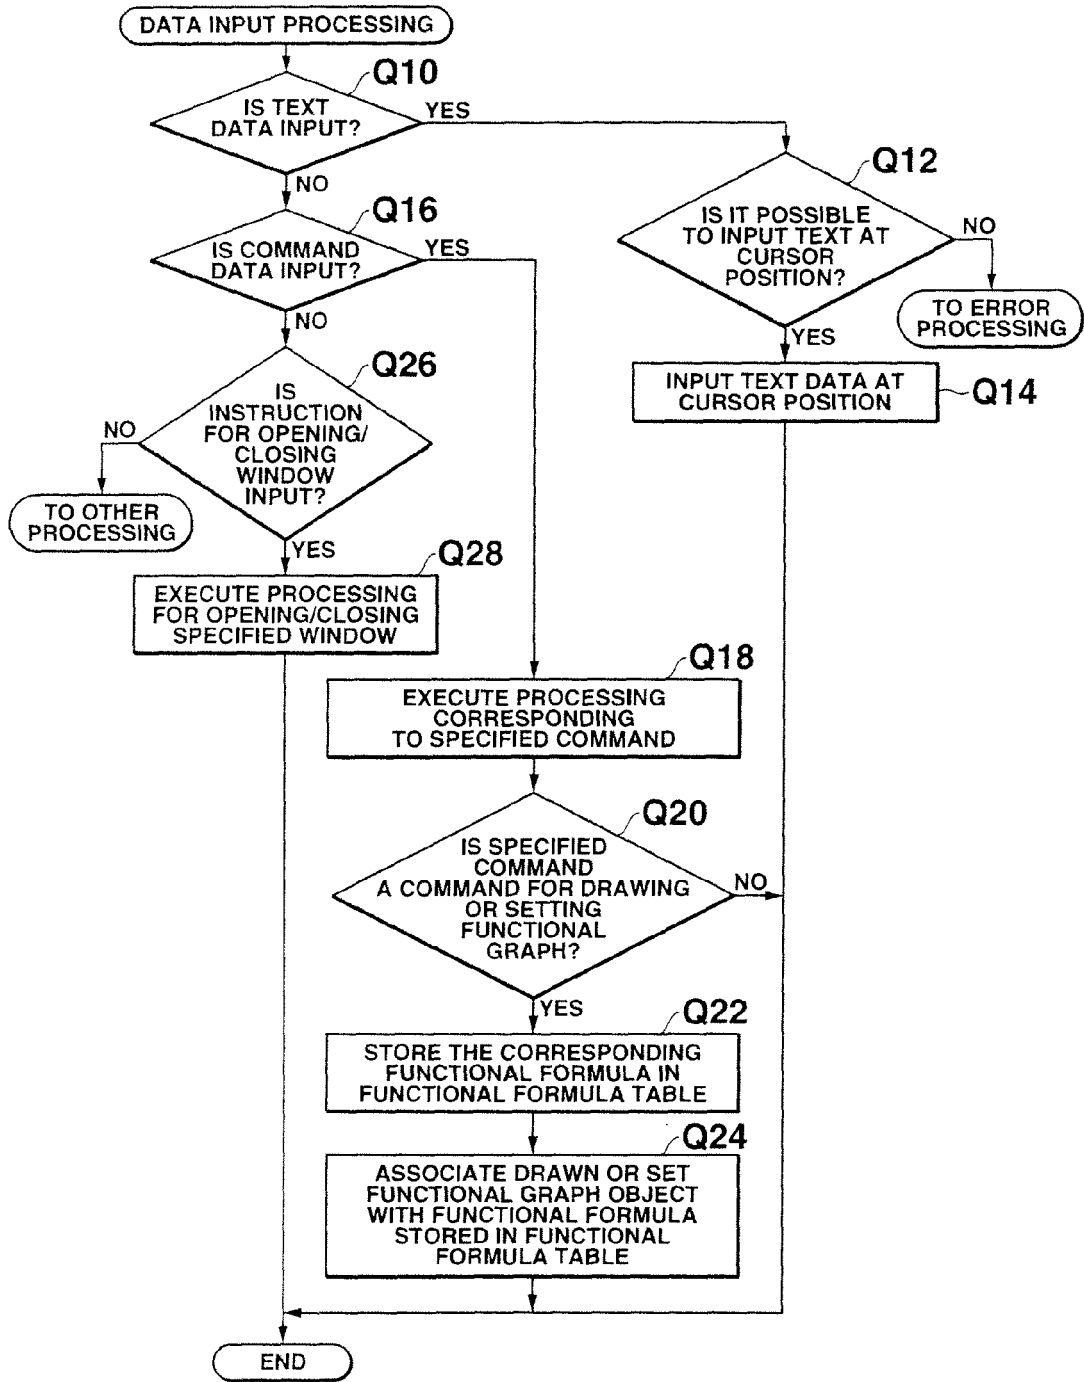 DATA INPUT PROCESSING
Q10
IS TEXT
DATA INPUT?
YES
NO
Q12
IS IT POSSIBLE
TO INPUT TEXT AT
CURSOR
POSITION?
NO
TO ERROR
PROCESSING
YES
INPUT TEXT DATA AT
CURSOR POSITION
Q14
Q16
IS COMMAND
DATA INPUT?
YES
NO
Q26
IS
INSTRUCTION
FOR OPENING/
CLOSING
WINDOW
INPUT?
NO
TO OTHER
PROCESSING
YES
Q28
EXECUTE PROCESSING
FOR OPENING/CLOSING
SPECIFIED WINDOW
Q18
EXECUTE PROCESSING
CORRESPONDING
TO SPECIFIED COMMAND
Q20
IS SPECIFIED
COMMAND
A COMMAND FOR DRAWING
OR SETTING
FUNCTIONAL
GRAPH?
NO
YES
Q22
STORE THE CORRESPONDING
FUNCTIONAL FORMULA IN
FUNCTIONAL FORMULA TABLE
Q24
ASSOCIATE DRAWN OR SET
FUNCTIONAL GRAPH OBJECT
WITH FUNCTIONAL FORMULA
STORED IN FUNCTIONAL
FORMULA TABLE
END